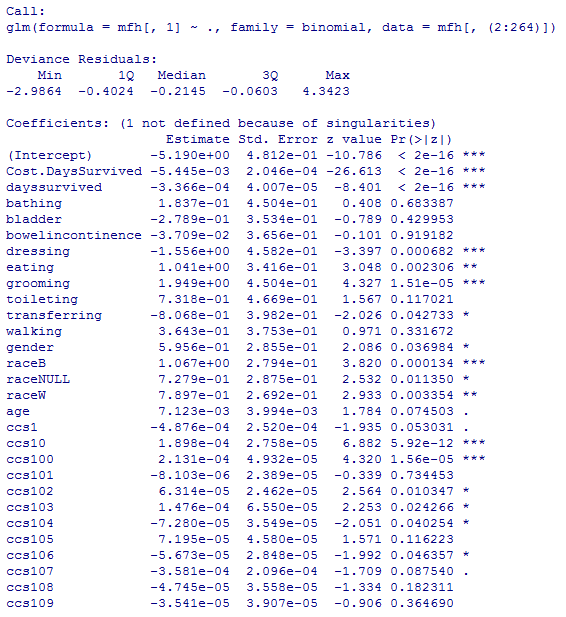 Call:
glm(formula = mfh[, 1] ~ ., family = binomial, data = mfh[, (2:264)])
Deviance Residuals:
Min 1Q Median 3Q Max
-2.9864 -0.4024 -0.2145 -0.0603 4.3423
Coefficients: (1 not defined because of singularities)
Estimate Std. Error z value Pr(>|z|)
(Intercept) -5.190e+00 4.812e-01 -10.786 < 2e-16 ***
Cost.DaysSurvived -5.445e-03 2.046e-04 -26.613 < 2e-16 ***
dayssurvived -3.366e-04 4.007e-05 -8.401 < 2e-16 ***
bathing 1.837e-01 4.504e-01 0.408 0.683387
bladder -2.789e-01 3.534e-01 -0.789 0.429953
bowelincontinence -3.709e-02 3.656e-01 -0.101 0.919182
dressing -1.556e+00 4.582e-01 -3.397 0.000682 ***
eating 1.041e+00 3.416e-01 3.048 0.002306 **
grooming 1.949e+00 4.504e-01 4.327 1.51e-05 ***
toileting 7.318e-01 4.669e-01 1.567 0.117021
transferring -8.068e-01 3.982e-01 -2.026 0.042733 *
walking 3.643e-01 3.753e-01 0.971 0.331672
gender 5.956e-01 2.855e-01 2.086 0.036984 *
raceB 1.067e+00 2.794e-01 3.820 0.000134 ***
raceNULL 7.279e-01 2.875e-01 2.532 0.011350 *
raceW 7.897e-01 2.692e-01 2.933 0.003354 **
age 7.123e-03 3.994e-03 1.784 0.074503 .
ccs1 -4.876e-04 2.520e-04 -1.935 0.053031 .
ccs10 1.898e-04 2.758e-05 6.882 5.92e-12 ***
ccs100 2.131e-04 4.932e-05 4.320 1.56e-05 ***
ccs101 -8.103e-06 2.389e-05 -0.339 0.734453
ccs102 6.314e-05 2.462e-05 2.564 0.010347 *
ccs103 1.476e-04 6.550e-05 2.253 0.024266 *
ccs104 -7.280e-05 3.549e-05 -2.051 0.040254 *
ccs105 7.195e-05 4.580e-05 1.571 0.116223
ccs106 -5.673e-05 2.848e-05 -1.992 0.046357 *
ccs107 -3.581e-04 2.096e-04 -1.709 0.087540 .
ccs108 -4.745e-05 3.558e-05 -1.334 0.182311
ccs109 -3.541e-05 3.907e-05 -0.906 0.364690